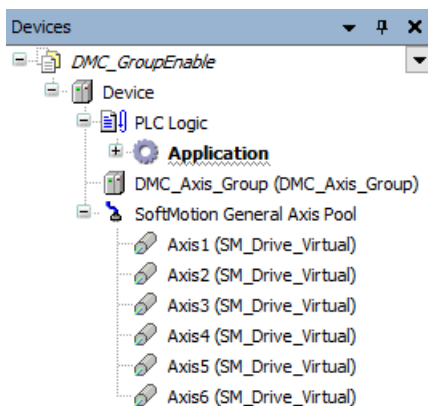 Devices
DMC_GroupEnable
Device
PLC Logic
Application
DMC_Axis_Group (DMC_Axis_Group)
SoftMotion General Axis Pool
Axis1 (SM_Drive_Virtual)
Axis2 (SM_Drive_Virtual)
Axis3 (SM_Drive_Virtual)
Axis4 (SM_Drive_Virtual)
Axis5 (SM_Drive_Virtual)
Axis6 (SM_Drive_Virtual)